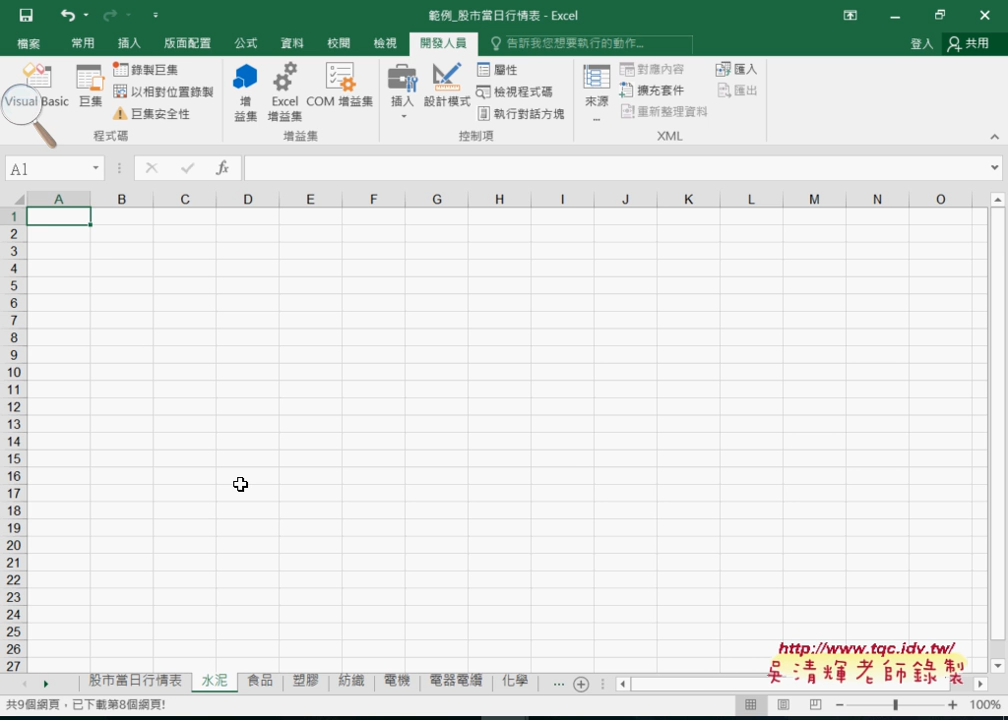 範例_股市當日行情表 - Excel
檔案 常用 插入 版面配置 公式 資料 校閱 檢視 開發人員 告訴我您想要執行的動作... 登入 共用
Visual Basic 巨集 錄製巨集 以相對位置錄製 巨集安全性 程式碼
增益集 Excel 增益集 COM 增益集 增益集
插入 設計模式 屬性 檢視程式碼 執行對話方塊 控制項
來源 對應內容 擴充套件 重新整理資料 匯入 匯出 XML
A1 fx
A B C D E F G H I J K L M N O
1
2
3
4
5
6
7
8
9
10
11
12
13
14
15
16
17
18
19
20
21
22
23
24
25
26
27
http://www.tqc.idv.tw/
吳清輝老師錄製
股市當日行情表 水泥 食品 塑膠 紡織 電機 電器電纜 化學 ...
共9個網頁，已下載第8個網頁! 100%